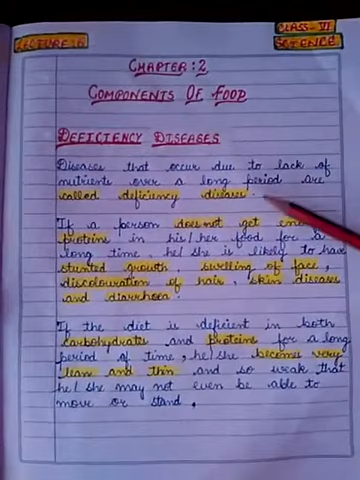 LECTURE:6
CLASS-VI
SCIENCE
CHAPTER:2
COMPONENTS OF FOOD
DEFICIENCY DISEASES
Diseases that occur due to lack of
nutrients over a long period are
called deficiency diseases.
If a person does not get
proteins in his/her food for a
long time, he/she is likely to have
stunted growth, swelling of face,
discolouration of hair, skin diseases
and diarrhoea.
If the diet is deficient in both
carbohydrates and proteins for a long
period of time, he/she becomes very
lean and thin and so weak that
he/she may not even be able to
move or stand.